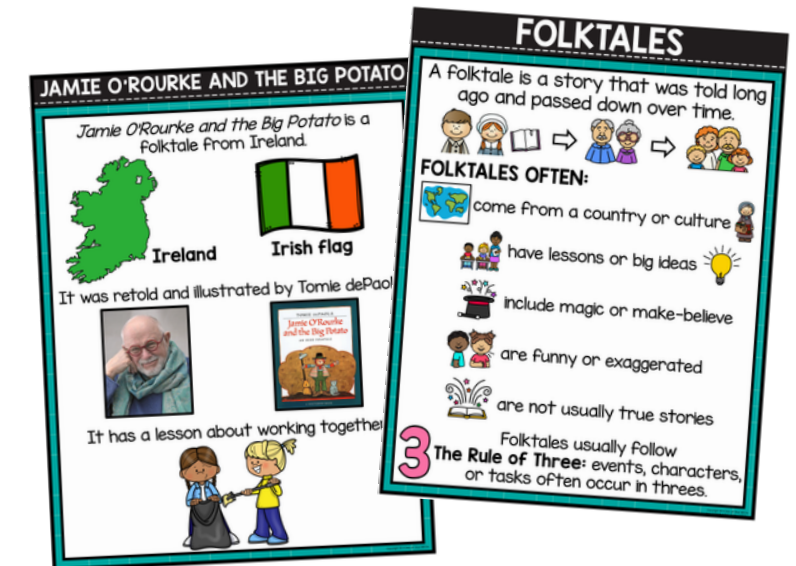 JAMIE O'ROURKE AND THE BIG POTATO
Jamie O'Rourke and the Big Potato is a
folktale from Ireland.
Ireland
Irish flag
It was retold and illustrated by Tomie dePaol
Jamie O'Rourke
and the Big Potato
It has a lesson about working together
FOLKTALES
A folktale is a story that was told long
ago and passed down over time.
FOLKTALES OFTEN:
come from a country or culture
have lessons or big ideas
include magic or make-believe
are funny or exaggerated
are not usually true stories
3
Folktales usually follow
The Rule of Three: events, characters,
or tasks often occur in threes.